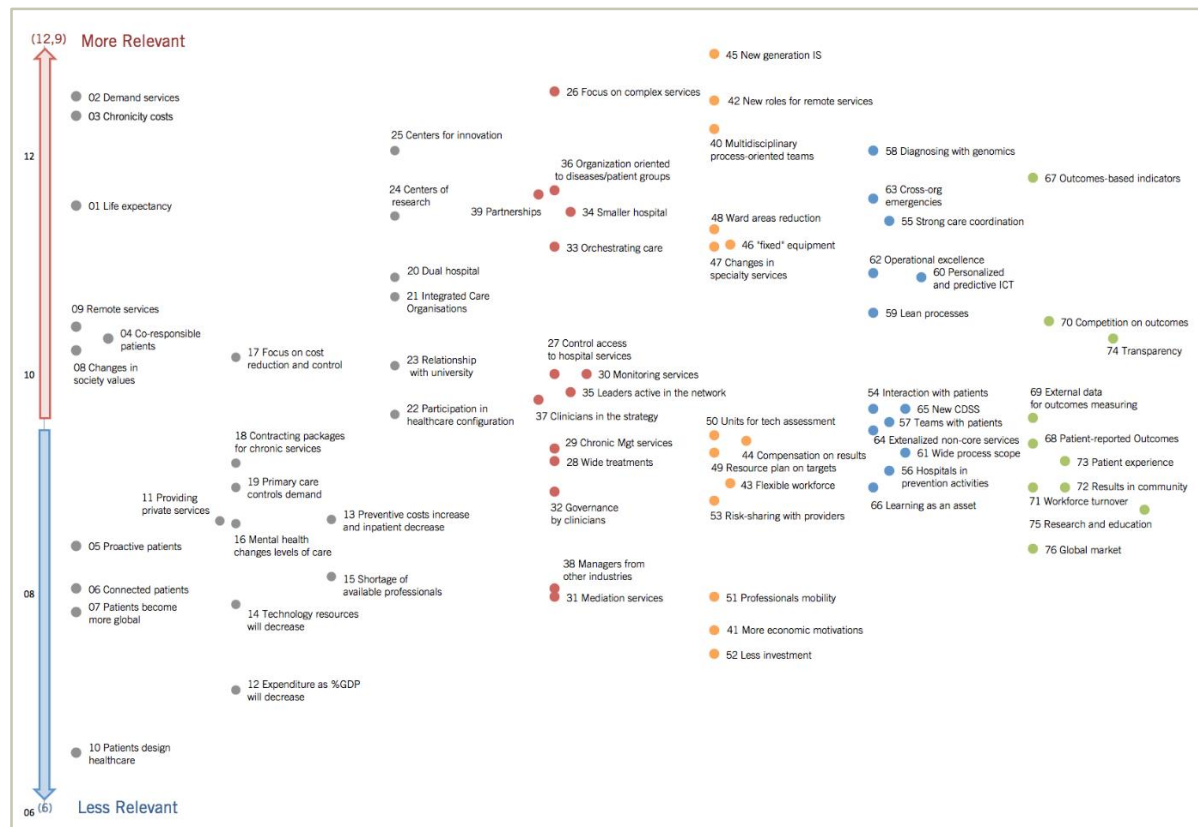 (12,9) More Relevant
45 New generation IS
02 Demand services
26 Focus on complex services
42 New roles for remote services
03 Chronicity costs
25 Centers for innovation
40 Multidisciplinary
process-oriented teams
12
58 Diagnosing with genomics
36 Organization oriented
to diseases/patient groups
67 Outcomes-based indicators
24 Centers of
research
63 Cross-org
emergencies
01 Life expectancy
39 Partnerships
34 Smaller hospital
48 Ward areas reduction
55 Strong care coordination
33 Orchestrating care
46 "fixed" equipment
47 Changes in
specialty services
62 Operational excellence
20 Dual hospital
60 Personalized
and predictive ICT
21 Integrated Care
Organisations
09 Remote services
59 Lean processes
70 Competition on outcomes
04 Co-responsible
patients
27 Control access
to hospital services
17 Focus on cost
reduction and control
74 Transparency
08 Changes in
society values
23 Relationship
with university
10
30 Monitoring services
35 Leaders active in the network
54 Interaction with patients
69 External data
for outcomes measuring
22 Participation in
healthcare configuration
37 Clinicians in the strategy
65 New CDSS
50 Units for tech assessment
57 Teams with patients
18 Contracting packages
for chronic services
29 Chronic Mgt services
64 Extenalized non-core services
68 Patient-reported Outcomes
44 Compensation on results
61 Wide process scope
28 Wide treatments
49 Resource plan on targets
73 Patient experience
56 Hospitals in
prevention activities
19 Primary care
controls demand
43 Flexible workforce
72 Results in community
11 Providing
private services
32 Governance
by clinicians
71 Workforce turnover
66 Learning as an asset
53 Risk-sharing with providers
13 Preventive costs increase
and inpatient decrease
75 Research and education
16 Mental health
changes levels of care
05 Proactive patients
76 Global market
38 Managers from
other industries
15 Shortage of
available professionals
06 Connected patients
08
31 Mediation services
51 Professionals mobility
07 Patients become
more global
14 Technology resources
will decrease
41 More economic motivations
52 Less investment
12 Expenditure as %GDP
will decrease
10 Patients design
healthcare
06 (6) Less Relevant